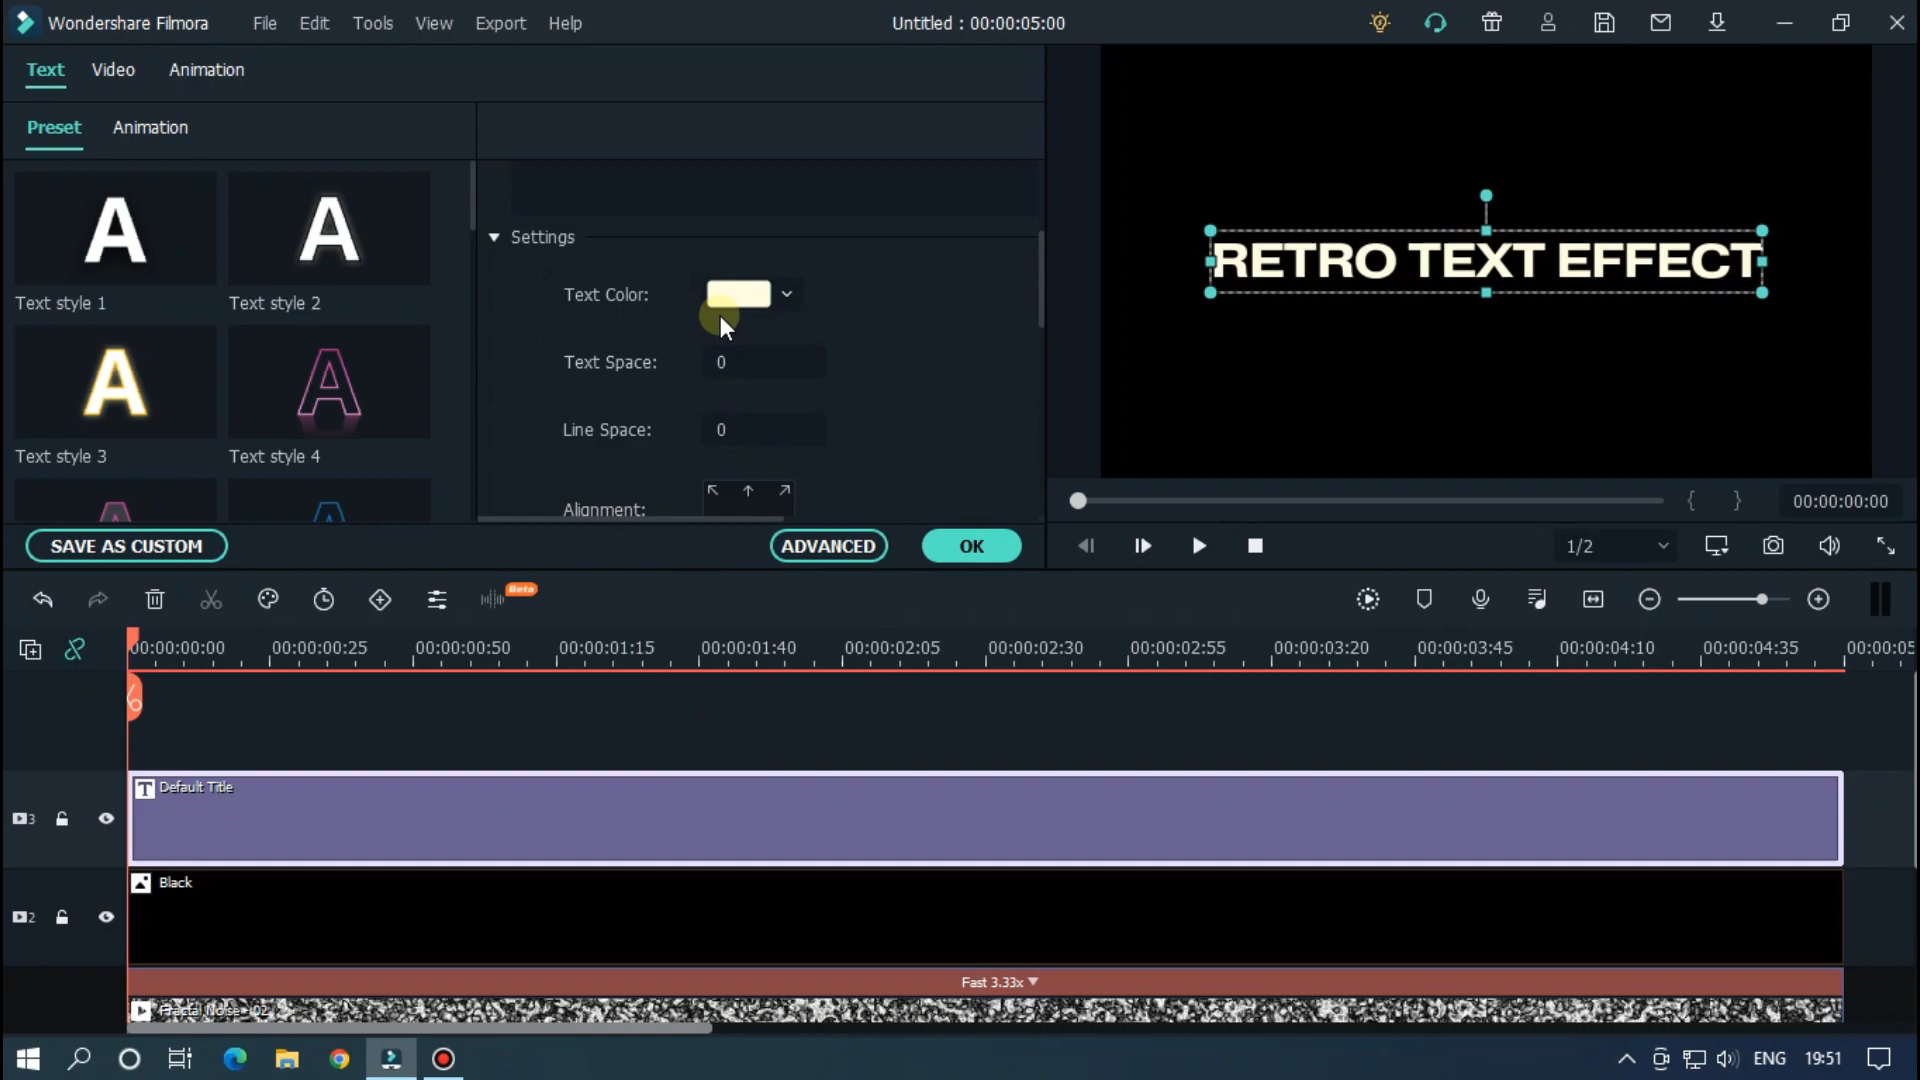 Wondershare Filmora File Edit Tools View Export Help Untitled : 00:00:05:00
Text Video Animation
Preset Animation
A A
Text style 1 Text style 2
A A
Text style 3 Text style 4
Settings
Text Color:
Text Space: 0
Line Space: 0
Alignment:
RETRO TEXT EFFECT
00:00:00:00
SAVE AS CUSTOM ADVANCED OK
1/2
Beta
00:00:00:00 00:00:00:25 00:00:00:50 00:00:01:15 00:00:01:40 00:00:02:05 00:00:02:30 00:00:02:55 00:00:03:20 00:00:03:45 00:00:04:10 00:00:04:35 00:00:05
T Default Title
3
Black
2
Fast 3.33x
Fractal Noise - 02
ENG 19:51